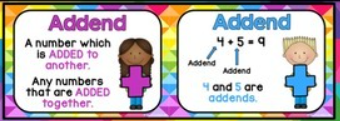 Addend
A number which
is ADDED to
another.
Any numbers
that are ADDED
together.
Addend
4 + 5 = 9
Addend
Addend
4 and 5 are
addends.